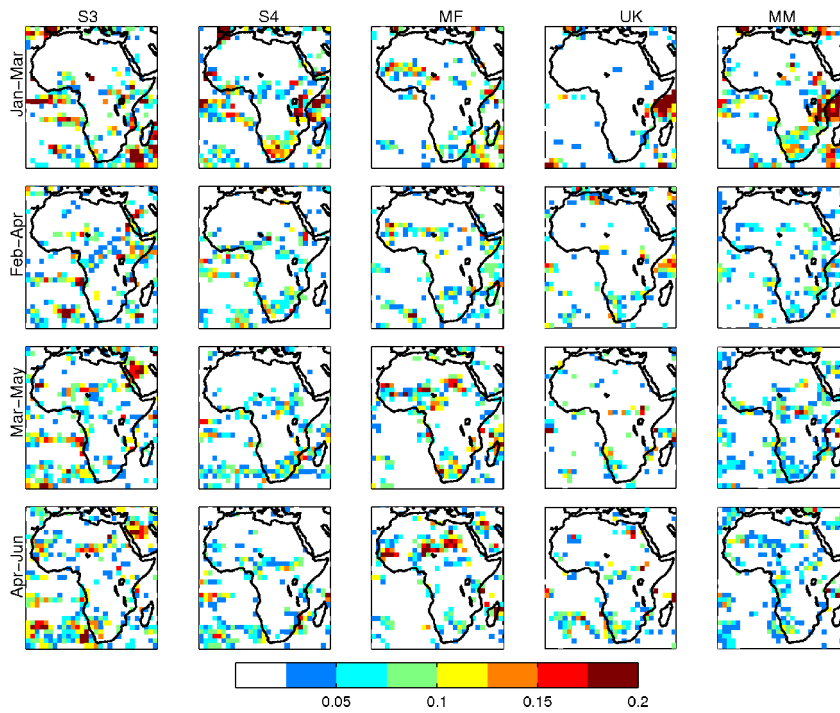 S3 S4 MF UK MM
Jan-Mar
Feb-Apr
Mar-May
Apr-Jun
0.05 0.1 0.15 0.2